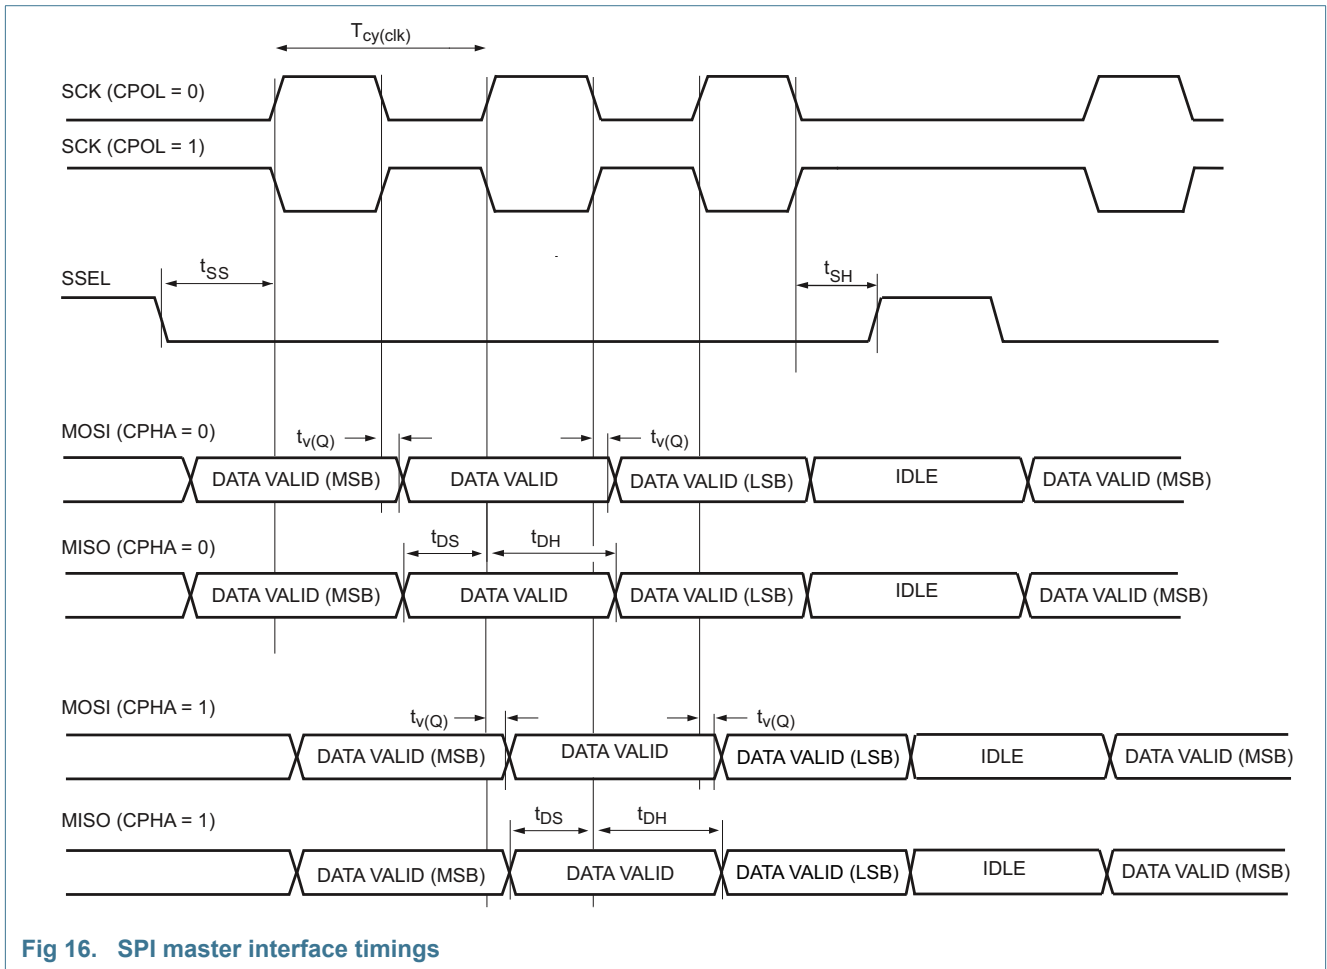 Tcy(clk)
SCK (CPOL = 0)
SCK (CPOL = 1)
SSEL
tSS
tSH
MOSI (CPHA = 0)
tv(Q) tv(Q)
DATA VALID (MSB) DATA VALID DATA VALID (LSB) IDLE DATA VALID (MSB)
MISO (CPHA = 0)
tDS tDH
DATA VALID (MSB) DATA VALID DATA VALID (LSB) IDLE DATA VALID (MSB)
MOSI (CPHA = 1)
tv(Q) tv(Q)
DATA VALID (MSB) DATA VALID DATA VALID (LSB) IDLE DATA VALID (MSB)
MISO (CPHA = 1)
tDS tDH
DATA VALID (MSB) DATA VALID DATA VALID (LSB) IDLE DATA VALID (MSB)
Fig 16. SPI master interface timings